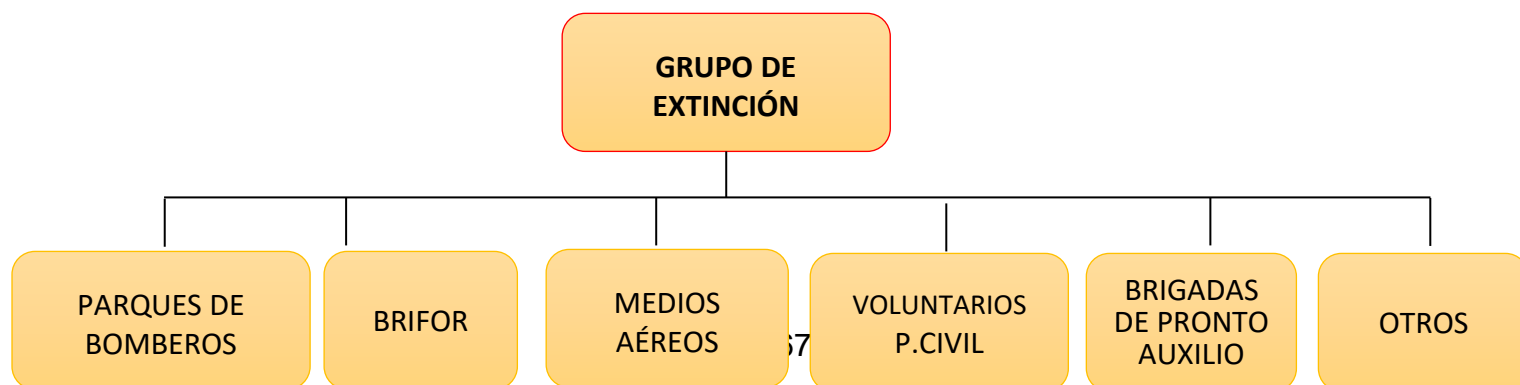 GRUPO DE
EXTINCIÓN
PARQUES DE
BOMBEROS
BRIFOR
MEDIOS
AÉREOS
VOLUNTARIOS
P.CIVIL
BRIGADAS
DE PRONTO
AUXILIO
OTROS